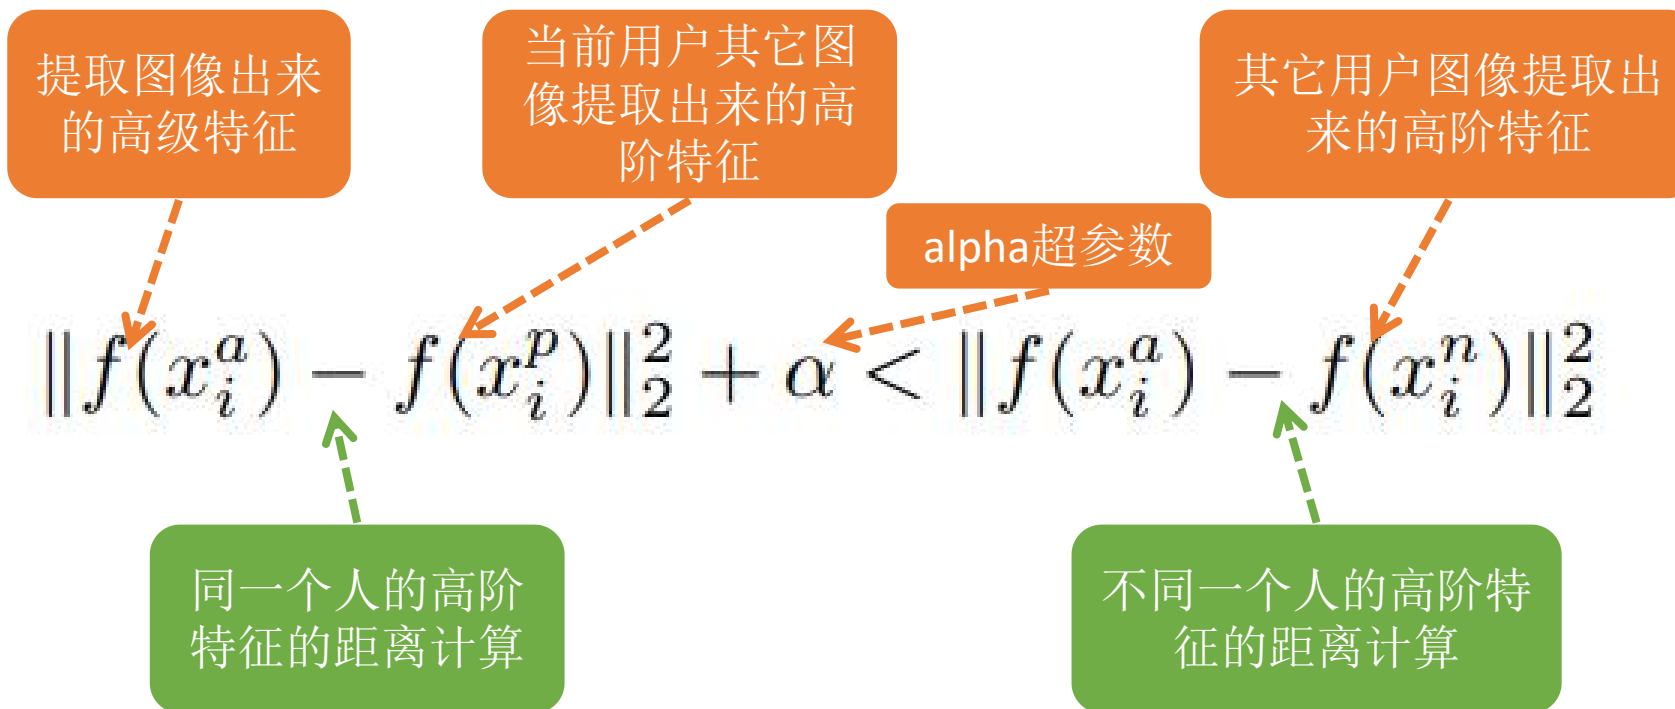 提取图像出来
的高级特征
当前用户其它图
像提取出来的高
阶特征
其它用户图像提取出
来的高阶特征
alpha超参数
‖f(x_i^a) − f(x_i^p)‖_2^2 + α < ‖f(x_i^a) − f(x_i^n)‖_2^2
同一个人的高阶
特征的距离计算
不同一个人的高阶特
征的距离计算